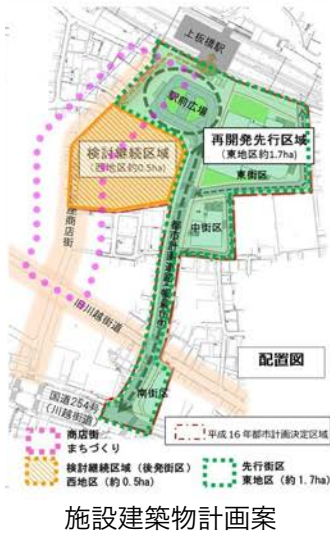 上板橋駅
駅前広場
再開発先行区域
(東地区約1.7ha)
検討継続区域
(西地区約0.5ha)
東街区
中街区
座商店街
旧川越街道
配置図
南街区
国道254号
(川越街道)
平成16年都市計画決定区域
商店街
まちづくり
検討継続区域(後発街区)
西地区(約0.5ha)
先行街区
東地区(約1.7ha)
施設建築物計画案